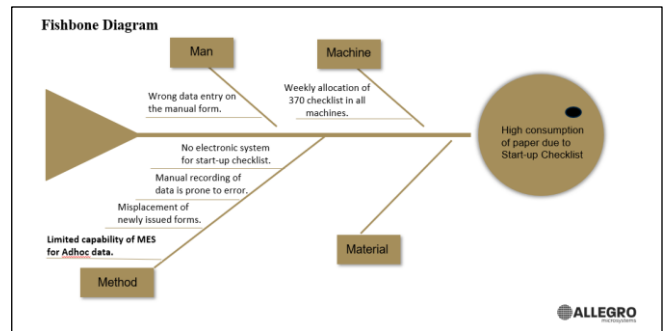 Fishbone Diagram
Man
Machine
Wrong data entry on
the manual form.
Weekly allocation of
370 checklist in all
machines.
High consumption
of paper due to
Start-up Checklist
No electronic system
for start-up checklist.
Manual recording of
data is prone to error.
Misplacement of
newly issued forms.
Limited capability of MES
for Adhoc data.
Method
Material
ALLEGRO
microsystems